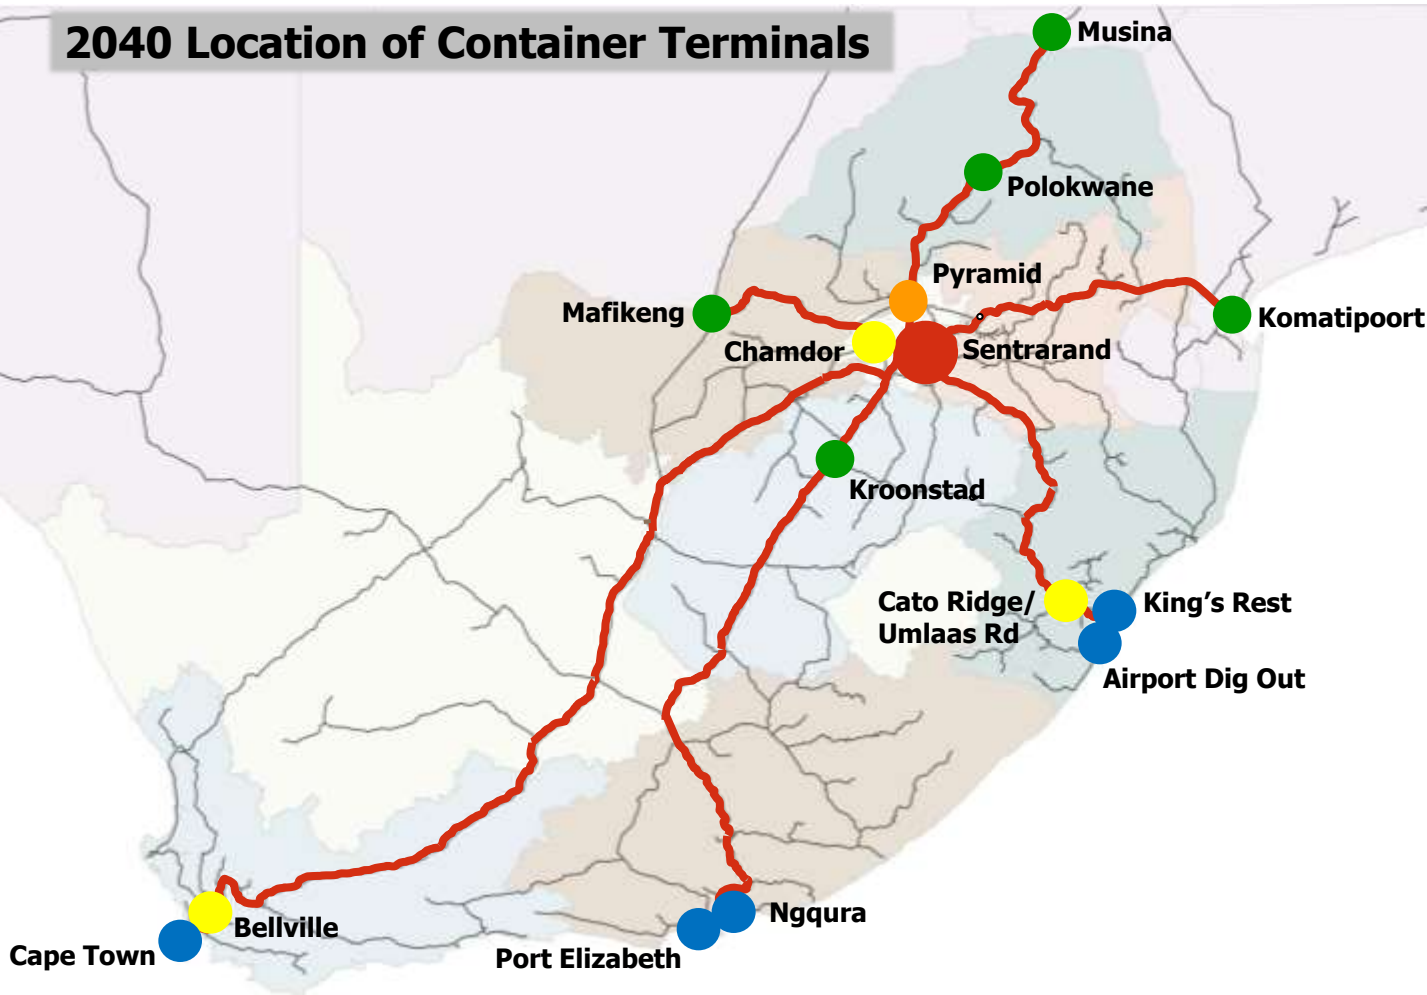 2040 Location of Container Terminals
Musina
Polokwane
Pyramid
Mafikeng
Komatipoort
Chamdor
Sentrarand
Kroonstad
Cato Ridge/
Umlaas Rd
King's Rest
Airport Dig Out
Ngqura
Bellville
Cape Town
Port Elizabeth